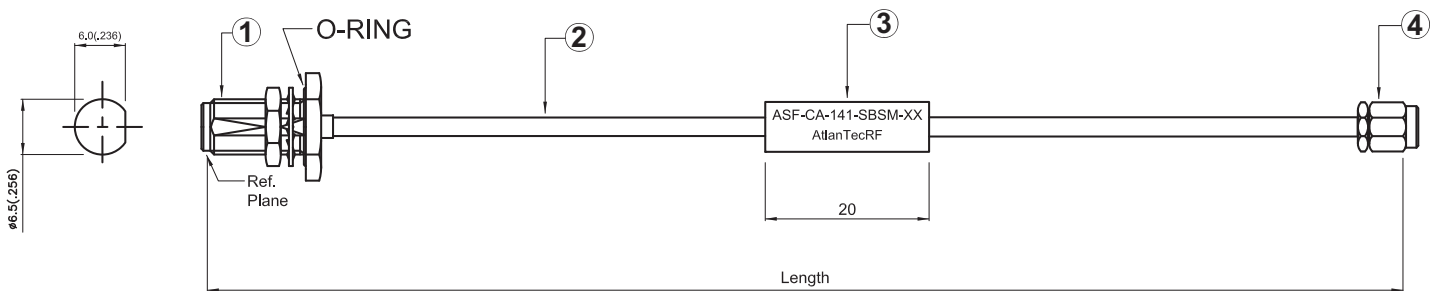 6.0(.236)
1
O-RING
2
3
4
ASF-CA-141-SBSM-XX
AtlanTecRF
ø6.5(.256)
Ref.
Plane
20
Length